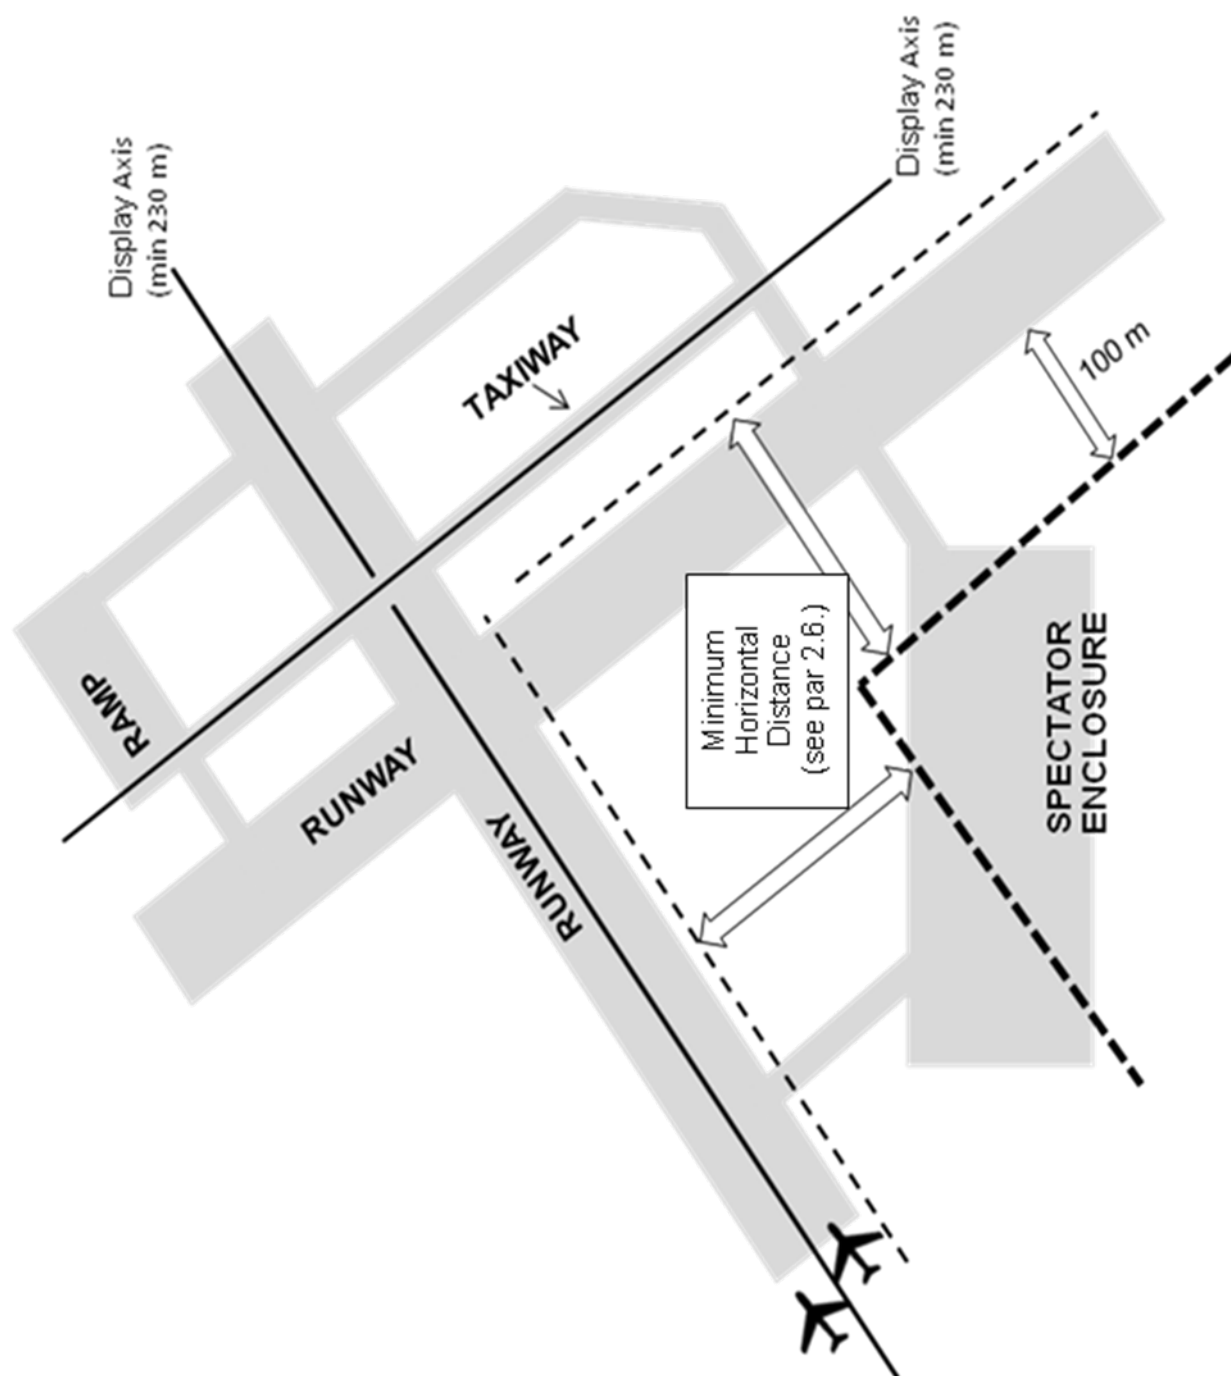 Display Axis
(min 230 m)
Display Axis
(min 230 m)
TAXIWAY
RAMP
RUNWAY
RUNWAY
100 m
Minimum
Horizontal
Distance
(see par 2.6.)
SPECTATOR
ENCLOSURE